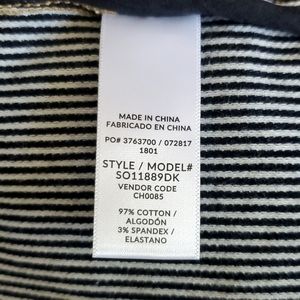 MADE IN CHINA
FABRICADO EN CHINA
PO# 3763700 / 072817
1801
STYLE / MODEL#
SO11889DK
VENDOR CODE
CH0085
97% COTTON /
ALGODÓN
3% SPANDEX /
ELASTANO